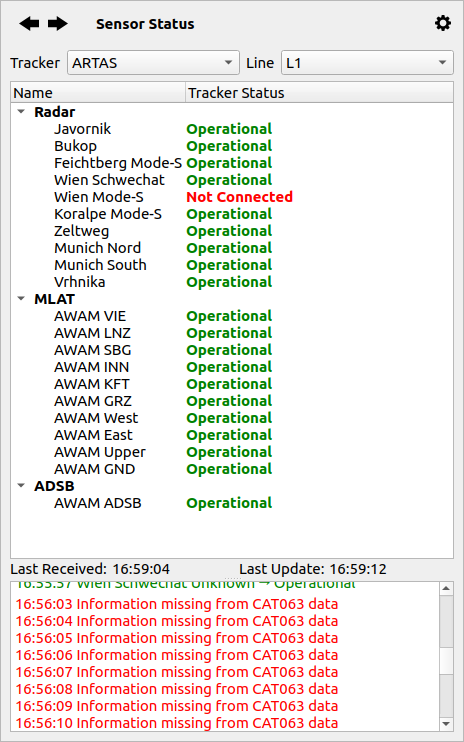 Sensor Status
Tracker ARTAS Line L1
Name Tracker Status
Radar
Javornik Operational
Bukop Operational
Feichtberg Mode-S Operational
Wien Schwechat Operational
Wien Mode-S Not Connected
Koralpe Mode-S Operational
Zeltweg Operational
Munich Nord Operational
Munich South Operational
Vrhnika Operational
MLAT
AWAM VIE Operational
AWAM LNZ Operational
AWAM SBG Operational
AWAM INN Operational
AWAM KFT Operational
AWAM GRZ Operational
AWAM West Operational
AWAM East Operational
AWAM Upper Operational
AWAM GND Operational
ADSB
AWAM ADSB Operational
Last Received: 16:59:04 Last Update: 16:59:12
Wien Schwechat Unknown → Operational
16:56:03 Information missing from CAT063 data
16:56:04 Information missing from CAT063 data
16:56:05 Information missing from CAT063 data
16:56:06 Information missing from CAT063 data
16:56:07 Information missing from CAT063 data
16:56:08 Information missing from CAT063 data
16:56:09 Information missing from CAT063 data
16:56:10 Information missing from CAT063 data